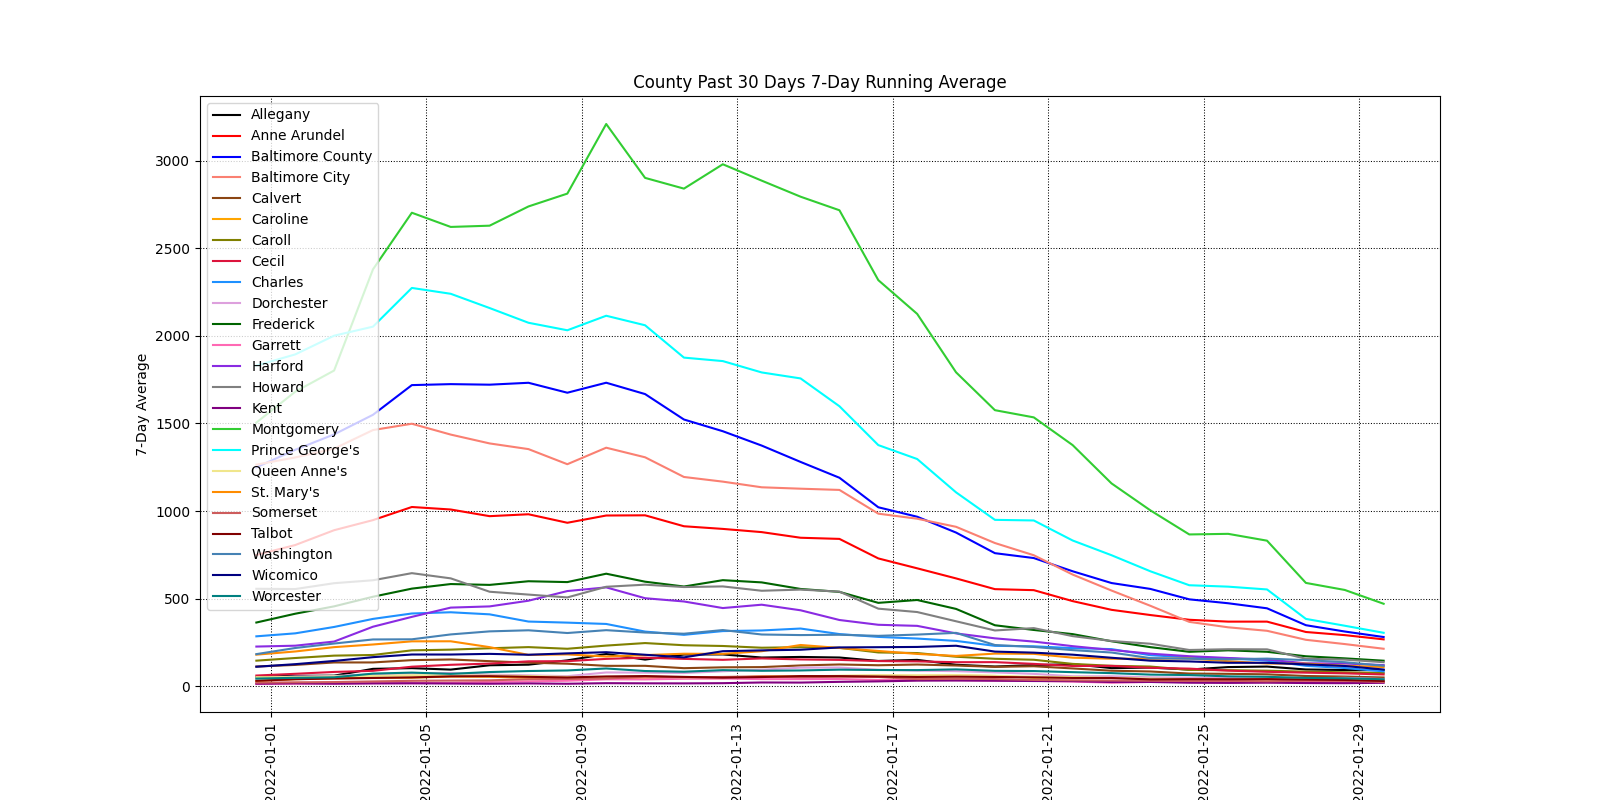 County Past 30 Days 7-Day Running Average
7-Day Average
3000
2500
2000
1500
1000
500
0
Allegany
Anne Arundel
Baltimore County
Baltimore City
Calvert
Caroline
Caroll
Cecil
Charles
Dorchester
Frederick
Garrett
Harford
Howard
Kent
Montgomery
Prince George's
Queen Anne's
St. Mary's
Somerset
Talbot
Washington
Wicomico
Worcester
2022-01-01
2022-01-05
2022-01-09
2022-01-13
2022-01-17
2022-01-21
2022-01-25
2022-01-29